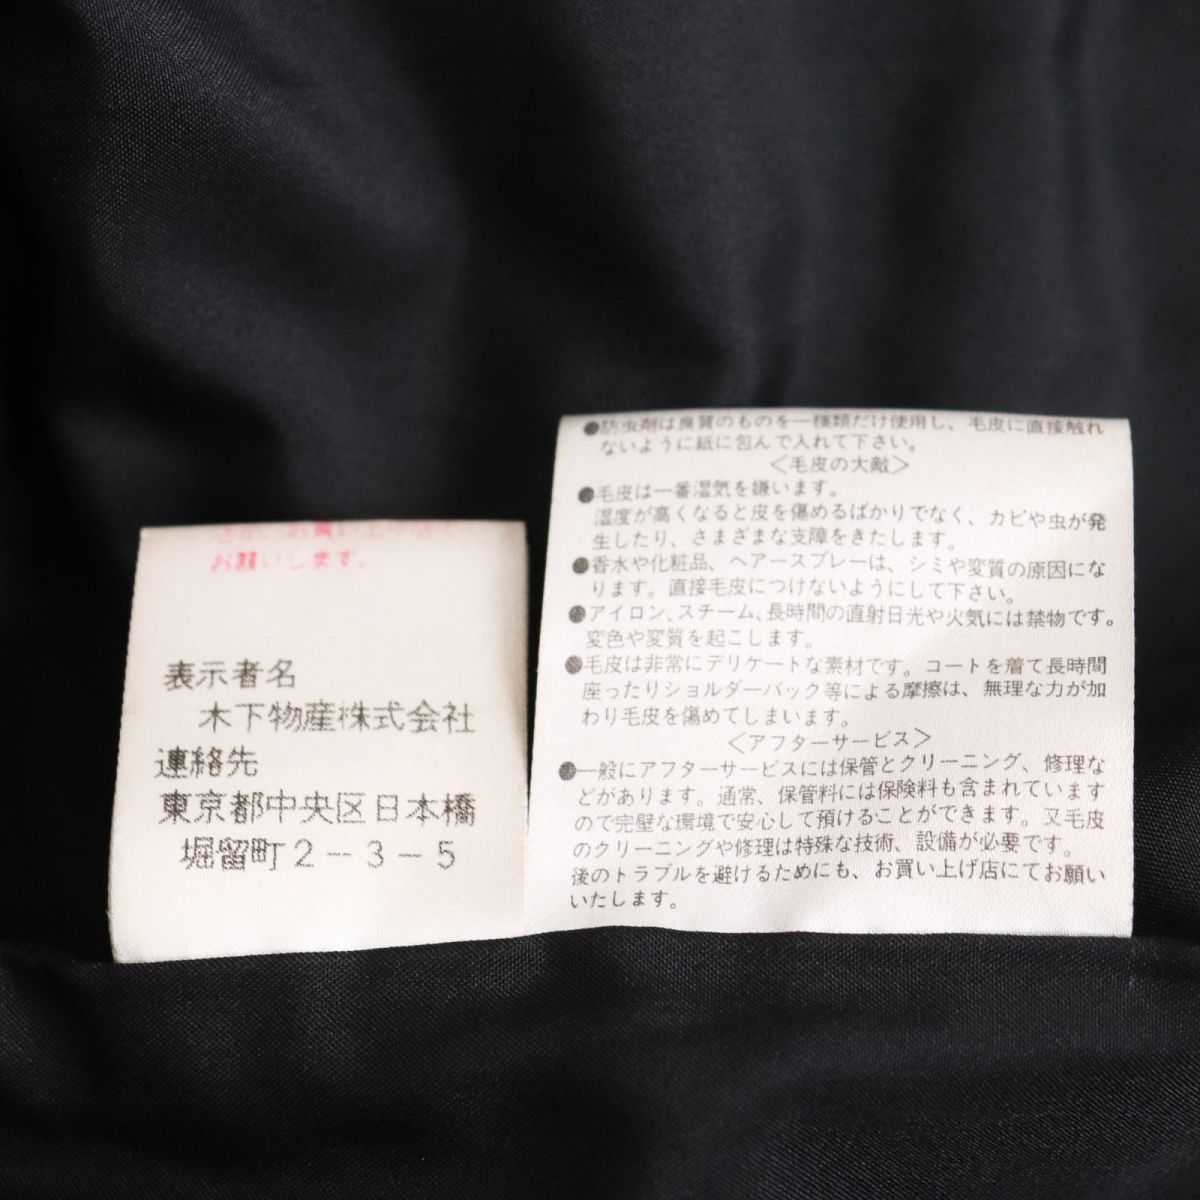 お願いします。
表示者名
木下物産株式会社
連絡先
東京都中央区日本橋
堀留町2-3-5
●防虫剤は良質のものを一種類だけ使用し、毛皮に直接触れ
ないように紙に包んで入れて下さい。
<毛皮の大敵>
●毛皮は一番湿気を嫌います。
湿度が高くなると皮を傷めるばかりでなく、カビや虫が発
生したり、さまざまな支障をきたします。
●香水や化粧品、ヘアースプレーは、シミや変質の原因にな
ります。直接毛皮につけないようにして下さい。
●アイロン、スチーム、長時間の直射日光や火気には禁物です。
変色や変質を起こします。
●毛皮は非常にデリケートな素材です。コートを着て長時間
座ったりショルダーバック等による摩擦は、無理な力が加
わり毛皮を傷めてしまいます。
<アフターサービス>
●一般にアフターサービスには保管とクリーニング、修理な
どがあります。通常、保管料には保険料も含まれています
ので完璧な環境で安心して預けることができます。又毛皮
のクリーニングや修理は特殊な技術、設備が必要です。
後のトラブルを避けるためにも、お買い上げ店にてお願い
いたします。